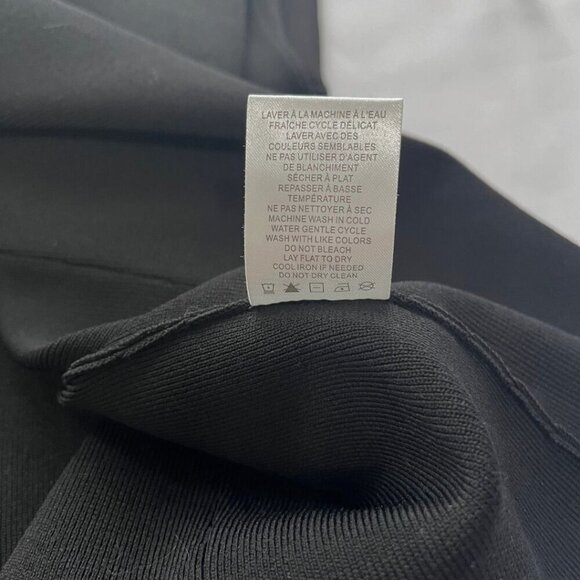 LAVER À LA MACHINE À L'EAU
FRAÎCHE CYCLE DÉLICAT
LAVER AVEC DES
COULEURS SEMBLABLES
NE PAS UTILISER D'AGENT
DE BLANCHIMENT
SÉCHER À PLAT
REPASSER À BASSE
TEMPÉRATURE
NE PAS NETTOYER À SEC
MACHINE WASH IN COLD
WATER GENTLE CYCLE
WASH WITH LIKE COLORS
DO NOT BLEACH
LAY FLAT TO DRY
COOL IRON IF NEEDED
DO NOT DRY CLEAN